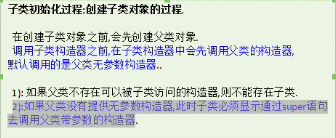 子类初始化过程:创建子类对象的过程.
在创建子类对象之前,会先创建父类对象.
调用子类构造器之前,在子类构造器中会先调用父类的构造器,
默认调用的是父类无参数构造器..
1): 如果父类不存在可以被子类访问的构造器,则不能存在子类.
2):如果父类没有提供无参数构造器,此时子类必须显示通过super语句
去调用父类带参数的构造器.